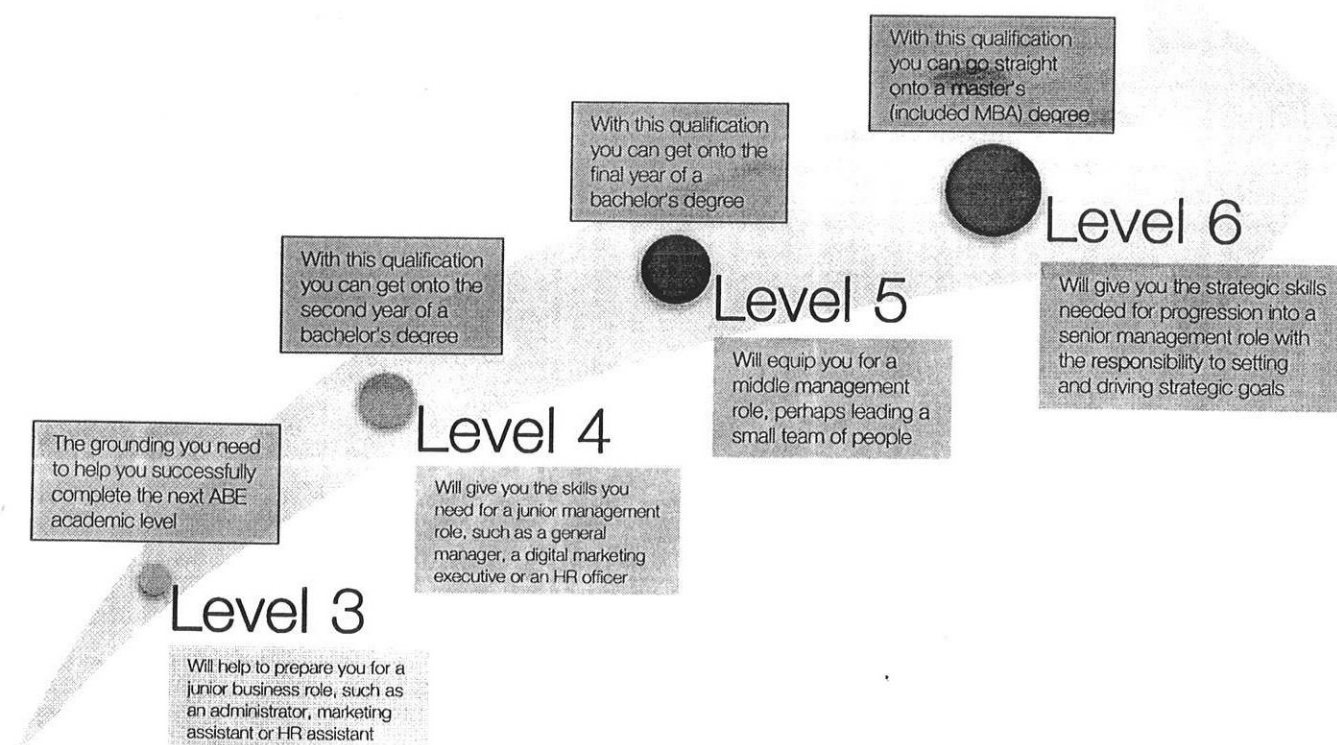 With this qualification
you can go straight
onto a master's
(included MBA) degree
Level 6
Will give you the strategic skills
needed for progression into a
senior management role with
the responsibility to setting
and driving strategic goals
With this qualification
you can get onto the
final year of a
bachelor's degree
Level 5
Will equip you for a
middle management
role, perhaps leading a
small team of people
With this qualification
you can get onto the
second year of a
bachelor's degree
Level 4
Will give you the skills you
need for a junior management
role, such as a general
manager, a digital marketing
executive or an HR officer
The grounding you need
to help you successfully
complete the next ABE
academic level
Level 3
Will help to prepare you for a
junior business role, such as
an administrator, marketing
assistant or HR assistant